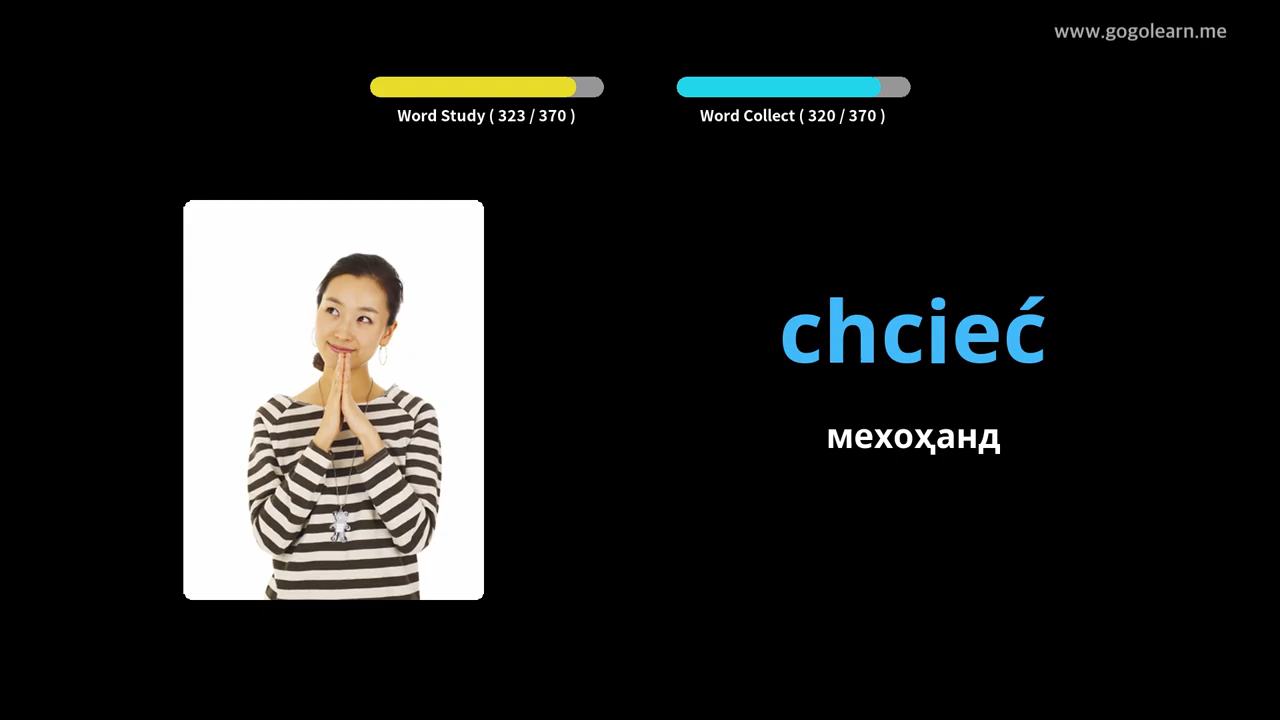 www.gogolearn.me
Word Study ( 323 / 370 )
Word Collect ( 320 / 370 )
chcieć
мехоҳанд